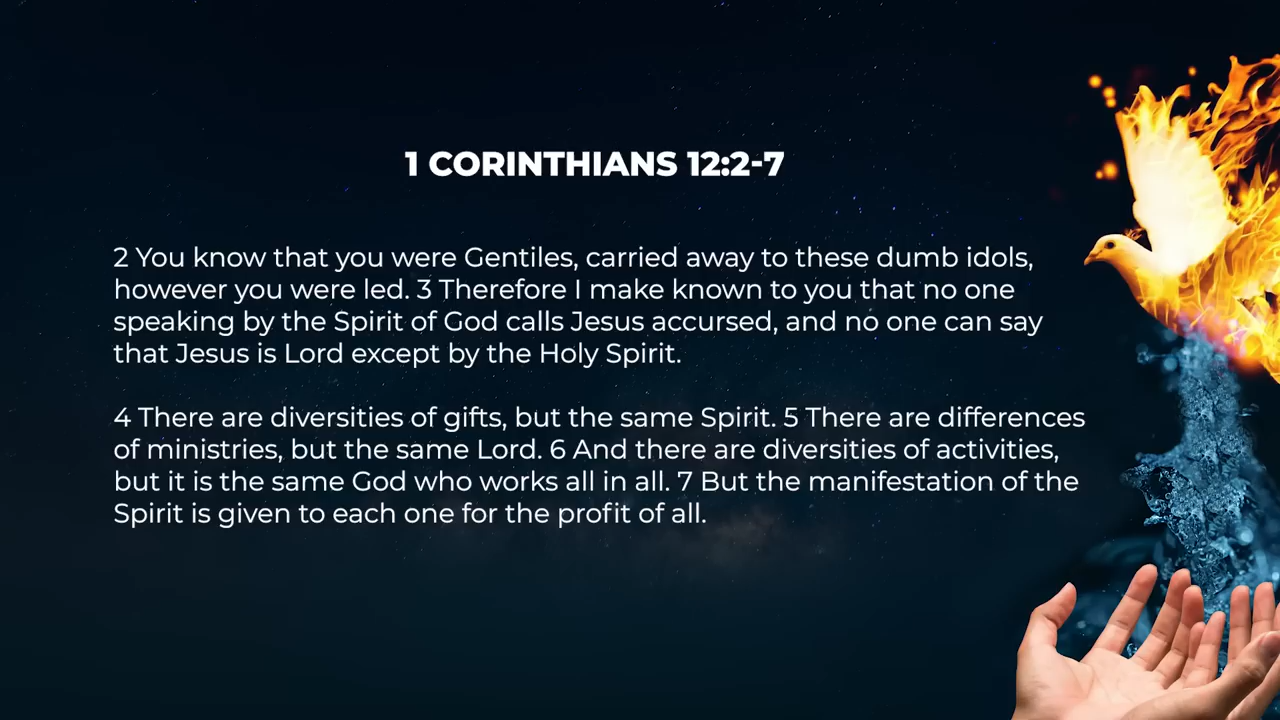 1 CORINTHIANS 12:2-7
2 You know that you were Gentiles, carried away to these dumb idols,
however you were led. 3 Therefore I make known to you that no one
speaking by the Spirit of God calls Jesus accursed, and no one can say
that Jesus is Lord except by the Holy Spirit.
4 There are diversities of gifts, but the same Spirit. 5 There are differences
of ministries, but the same Lord. 6 And there are diversities of activities,
but it is the same God who works all in all. 7 But the manifestation of the
Spirit is given to each one for the profit of all.